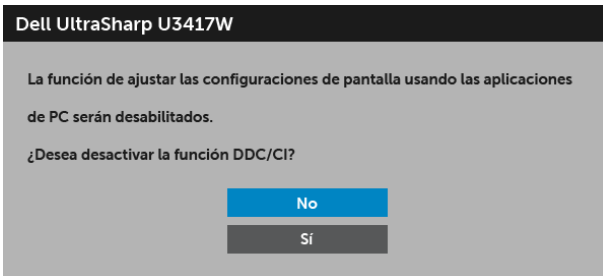 Dell UltraSharp U3417W
La función de ajustar las configuraciones de pantalla usando las aplicaciones
de PC serán desabilitados.
¿Desea desactivar la función DDC/CI?
No
Sí